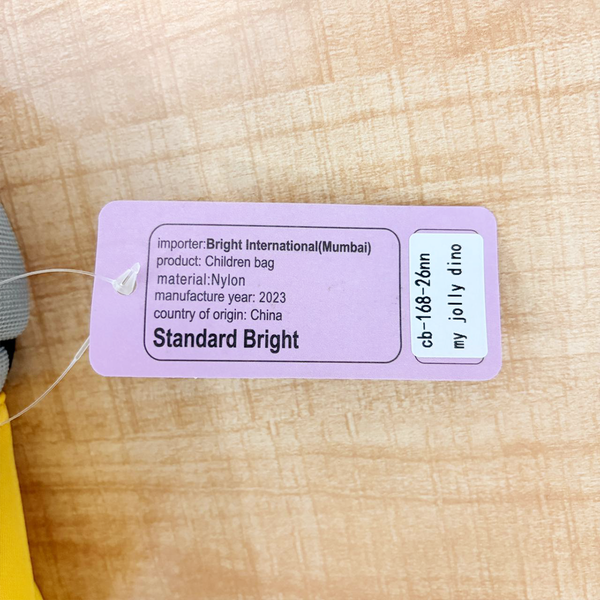 importer:Bright International(Mumbai)
product: Children bag
material:Nylon
manufacture year: 2023
country of origin: China
Standard Bright
cb-168-26nn
my jolly dino